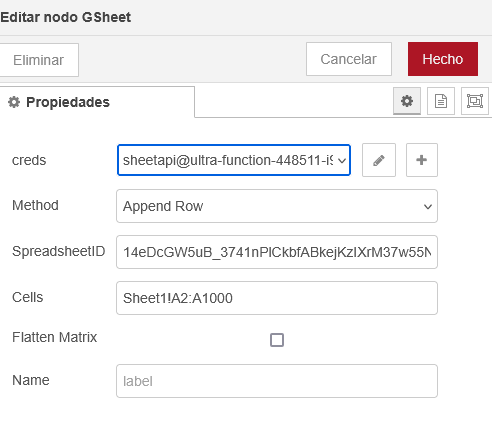 Editar nodo GSheet
Eliminar
Cancelar
Hecho
Propiedades
creds
sheetapi@ultra-function-448511-i9
Method
Append Row
SpreadsheetID
14eDcGW5uB_3741nPlCkbfABkejKzIXrM37w55N
Cells
Sheet1!A2:A1000
Flatten Matrix
Name
label